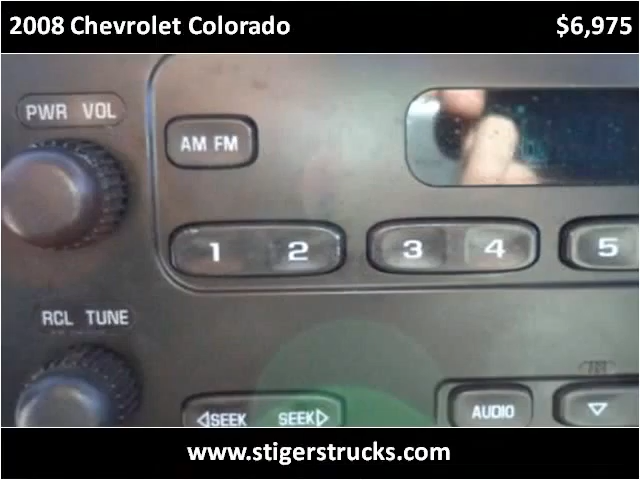 2008 Chevrolet Colorado $6,975
PWR VOL
AM FM
1 2 3 4 5
RCL TUNE
◁SEEK SEEK▷ AUDIO ▽
www.stigerstrucks.com